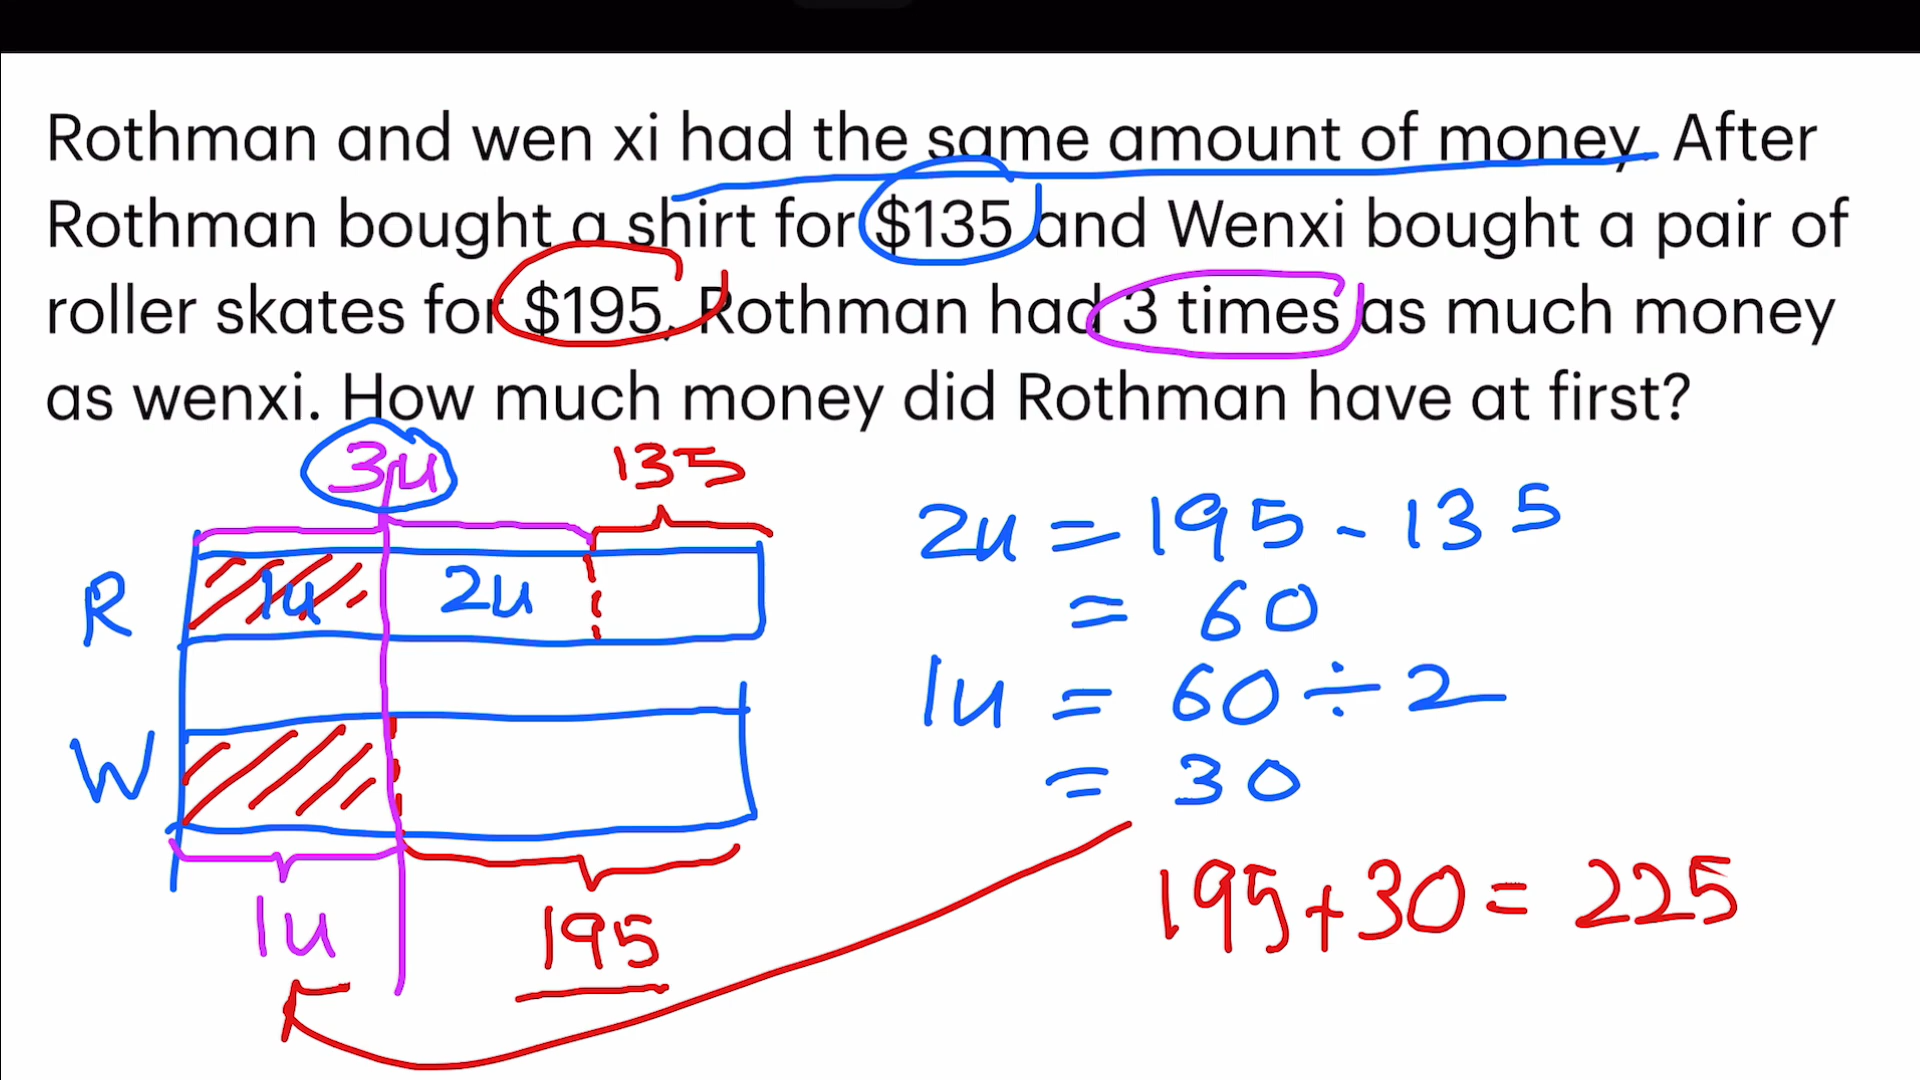 Rothman and wen xi had the same amount of money. After
Rothman bought a shirt for $135 and Wenxi bought a pair of
roller skates for $195. Rothman had 3 times as much money
as wenxi. How much money did Rothman have at first?
3u 135
R 1u 2u
W
1u 195
2u = 195 - 135
= 60
1u = 60 ÷ 2
= 30
195 + 30 = 225